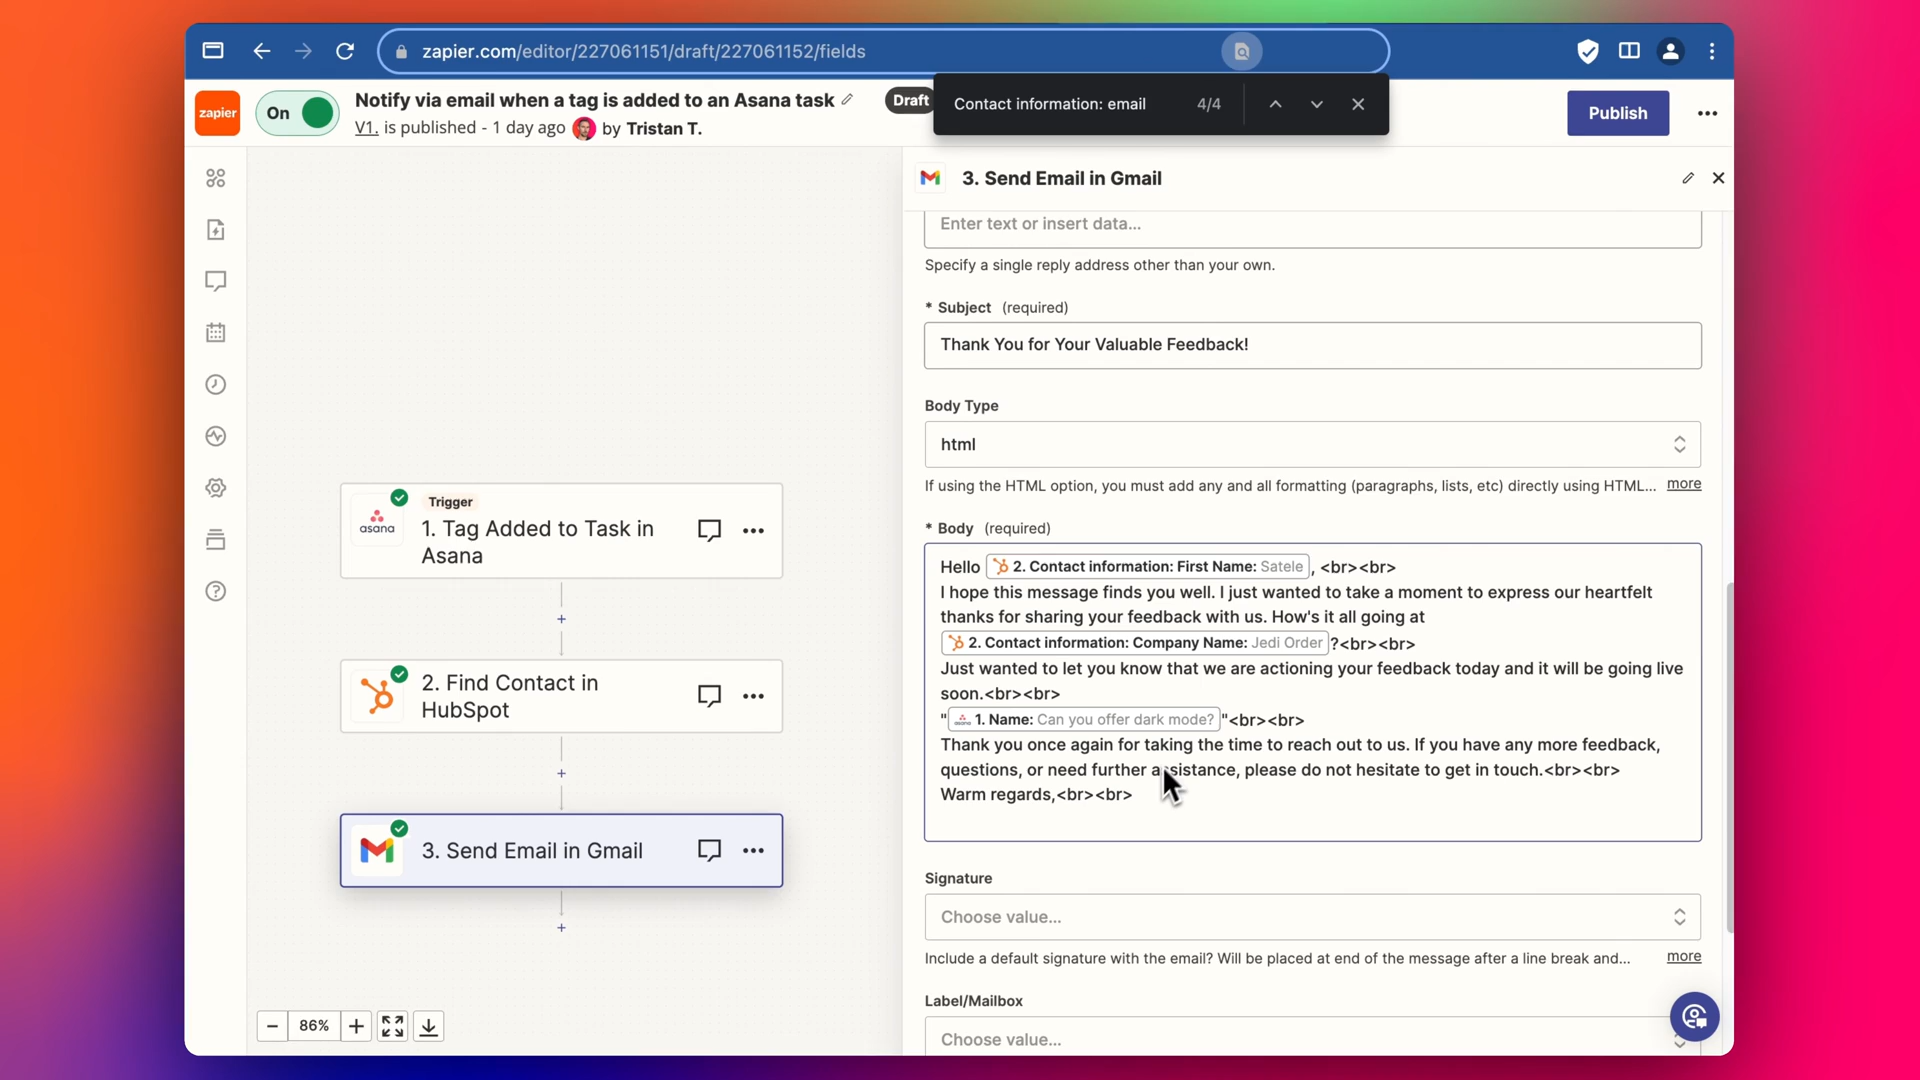 zapier.com/editor/227061151/draft/227061152/fields
zapier
On
Notify via email when a tag is added to an Asana task
V1. is published - 1 day ago by Tristan T.
Draft
Contact information: email 4/4
Publish
3. Send Email in Gmail
Enter text or insert data...
Specify a single reply address other than your own.
* Subject (required)
Thank You for Your Valuable Feedback!
Body Type
html
If using the HTML option, you must add any and all formatting (paragraphs, lists, etc) directly using HTML... more
* Body (required)
Hello 2. Contact information: First Name: Satele , <br><br>
I hope this message finds you well. I just wanted to take a moment to express our heartfelt
thanks for sharing your feedback with us. How's it all going at
2. Contact information: Company Name: Jedi Order ?<br><br>
Just wanted to let you know that we are actioning your feedback today and it will be going live
soon.<br><br>
" asana 1. Name: Can you offer dark mode? "<br><br>
Thank you once again for taking the time to reach out to us. If you have any more feedback,
questions, or need further assistance, please do not hesitate to get in touch.<br><br>
Warm regards,<br><br>
Signature
Choose value...
Include a default signature with the email? Will be placed at end of the message after a line break and... more
Label/Mailbox
Choose value...
asana
Trigger
1. Tag Added to Task in
Asana
2. Find Contact in
HubSpot
3. Send Email in Gmail
86%